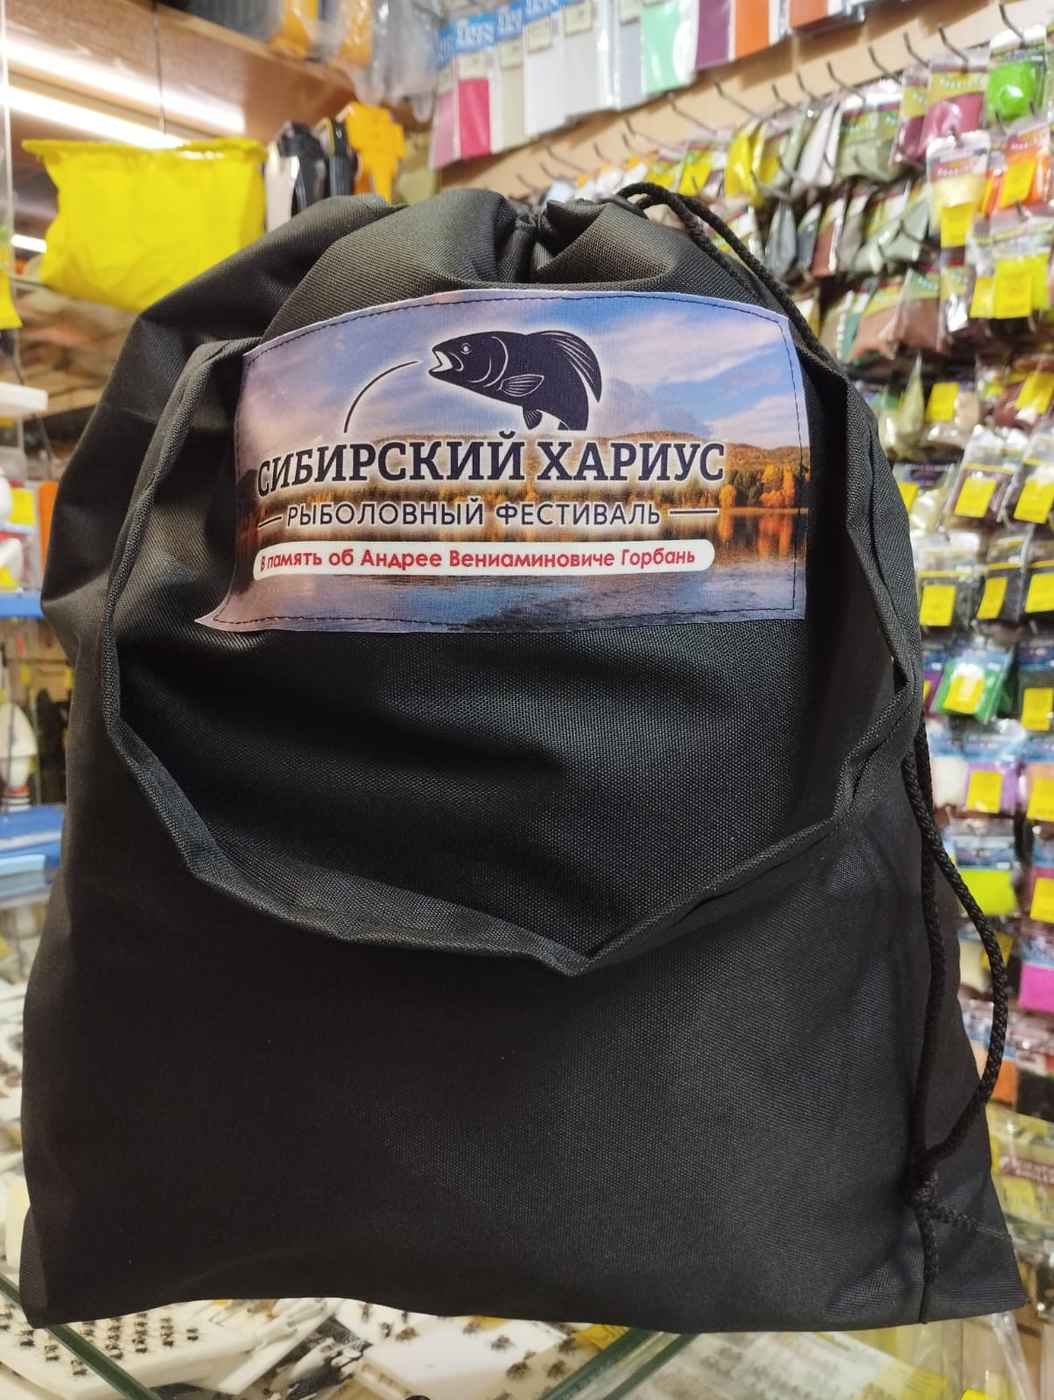 СИБИРСКИЙ ХАРИУС
РЫБОЛОВНЫЙ ФЕСТИВАЛЬ
В память об Андрее Вениаминовиче Горбань